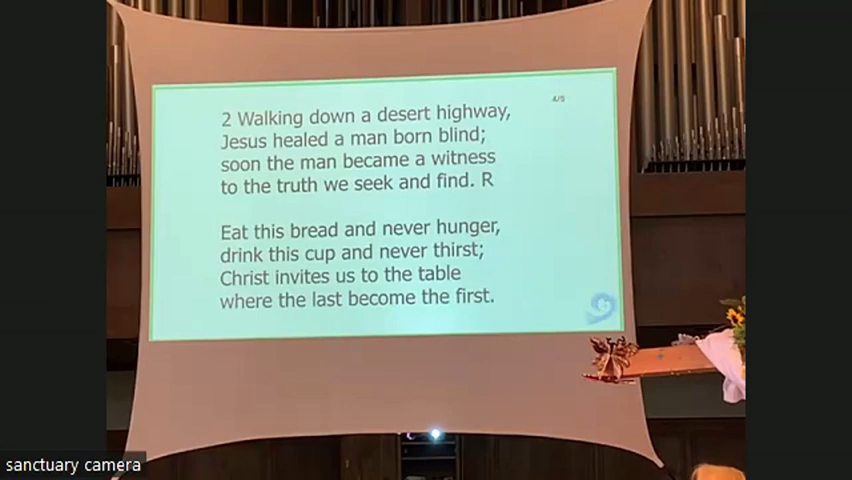 4/5
2 Walking down a desert highway,
Jesus healed a man born blind;
soon the man became a witness
to the truth we seek and find. R
Eat this bread and never hunger,
drink this cup and never thirst;
Christ invites us to the table
where the last become the first.
sanctuary camera